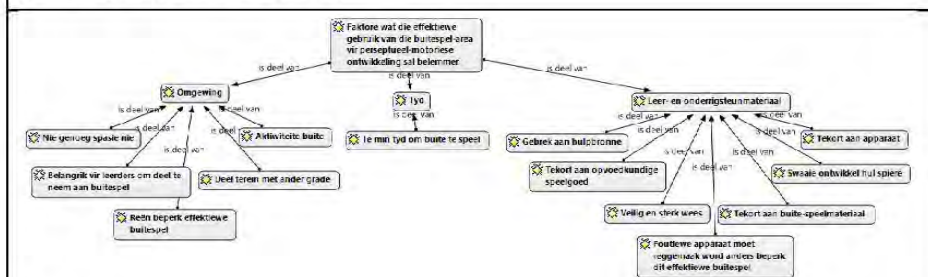 Faktore wat die effektiewe
gebruik van die buitespel-area
vir perseptueel-motoriese
ontwikkeling sal belemmer
is deel van
is deel van
is deel van
Omgewing
Tyd
Leer- en onderrigsteunmateriaal
is deel van
is deel van
is deel van
is deel van
is deel van
is deel van
is deel van
is deel van
is deel van
is deel van
is deel van
is deel van
is deel van
Nie genoeg spasie nie
Aktiwiteite buite
Te min tyd om buite te speel
Gebrek aan hulpbronne
Tekort aan apparaat
Belangrik vir leerders om deel te
neem aan buitespel
Deel terein met ander grade
Tekort aan opvoedkundige
speelgoed
Swaaie ontwikkel hul spiere
Reën beperk effektiewe
buitespel
Veilig en sterk wees
Tekort aan buite-speelmateriaal
Foutiewe apparaat moet
reggemaak word anders beperk
dit effektiewe buitespel